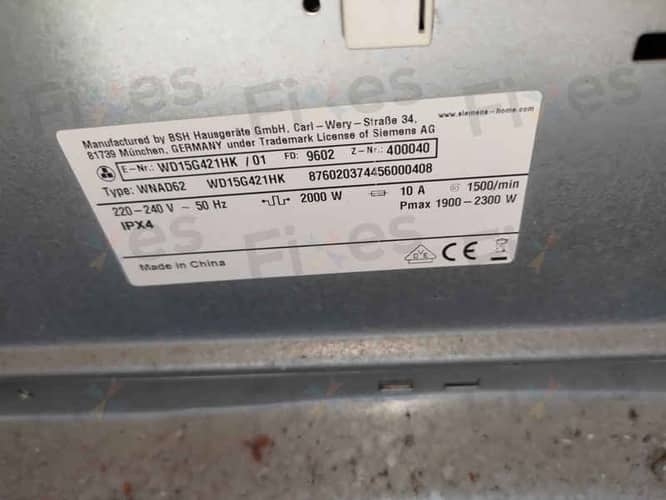 www.siemens-home.com
Manufactured by BSH Hausgeräte GmbH, Carl-Wery-Straße 34,
81739 München, GERMANY under Trademark License of Siemens AG
E-Nr.: WD15G421HK / 01 FD: 9602 Z-Nr.: 400040
Type: WNAD62 WD15G421HK 876020374456000408
220-240 V ~ 50 Hz 2000 W 10 A 1500/min
IPX4 Pmax 1900-2300 W
Made in China